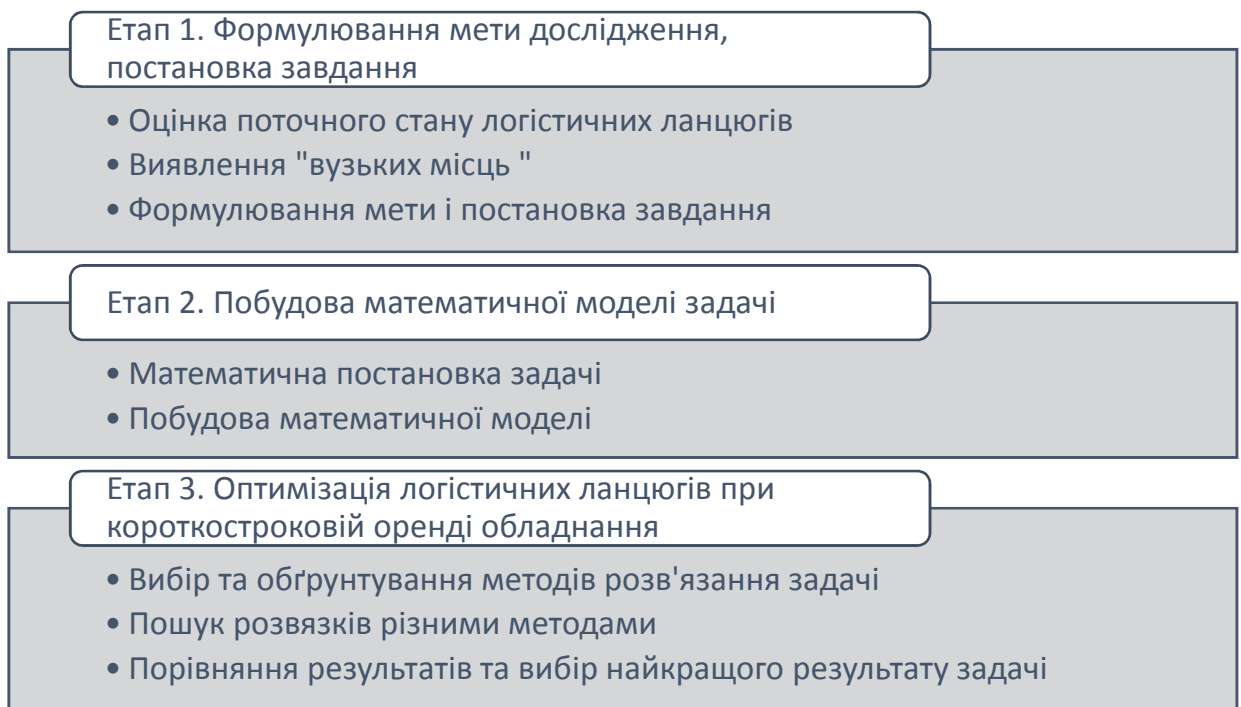 Етап 1. Формулювання мети дослідження,
постановка завдання
• Оцінка поточного стану логістичних ланцюгів
• Виявлення "вузьких місць "
• Формулювання мети і постановка завдання
Етап 2. Побудова математичної моделі задачі
• Математична постановка задачі
• Побудова математичної моделі
Етап 3. Оптимізація логістичних ланцюгів при
короткостроковій оренді обладнання
• Вибір та обґрунтування методів розв'язання задачі
• Пошук розвязків різними методами
• Порівняння результатів та вибір найкращого результату задачі